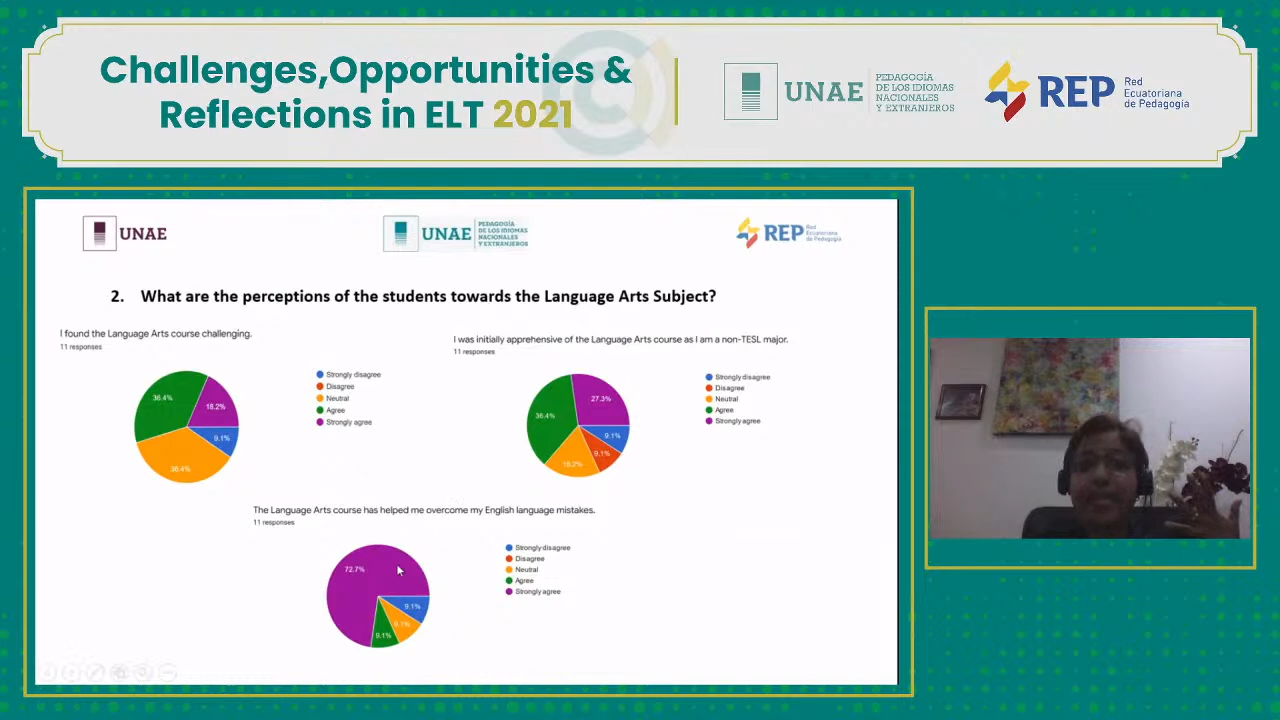 Challenges,Opportunities &
Reflections in ELT 2021
UNAE
PEDAGOGÍA
DE LOS IDIOMAS
NACIONALES
Y EXTRANJEROS
REP
Red
Ecuatoriana
de Pedagogía
UNAE
UNAE
PEDAGOGÍA
DE LOS IDIOMAS
NACIONALES
Y EXTRANJEROS
REP
Red
Ecuatoriana
de Pedagogía
2. What are the perceptions of the students towards the Language Arts Subject?
I found the Language Arts course challenging.
11 responses
36.4%
18.2%
9.1%
36.4%
Strongly disagree
Disagree
Neutral
Agree
Strongly agree
I was initially apprehensive of the Language Arts course as I am a non-TESL major.
11 responses
27.3%
36.4%
9.1%
9.1%
18.2%
Strongly disagree
Disagree
Neutral
Agree
Strongly agree
The Language Arts course has helped me overcome my English language mistakes.
11 responses
72.7%
9.1%
9.1%
9.1%
Strongly disagree
Disagree
Neutral
Agree
Strongly agree